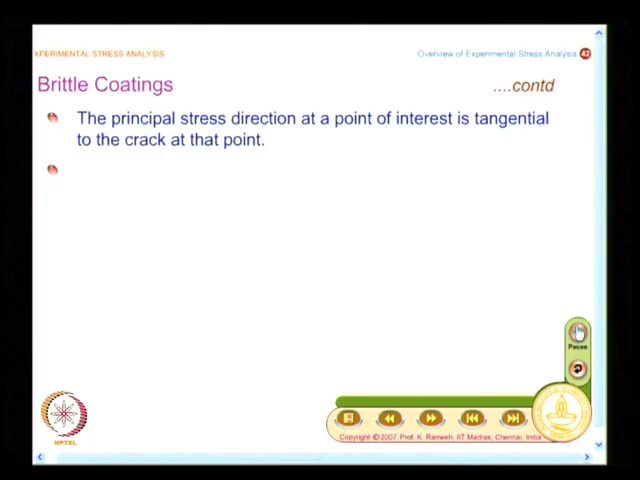 XPERIMENTAL STRESS ANALYSIS
Overview of Experimental Stress Analysis 42
Brittle Coatings
....contd
The principal stress direction at a point of interest is tangential
to the crack at that point.
Pause
NPTEL
Copyright © 2007 Prof. K. Ramesh, IIT Madras, Chennai, India